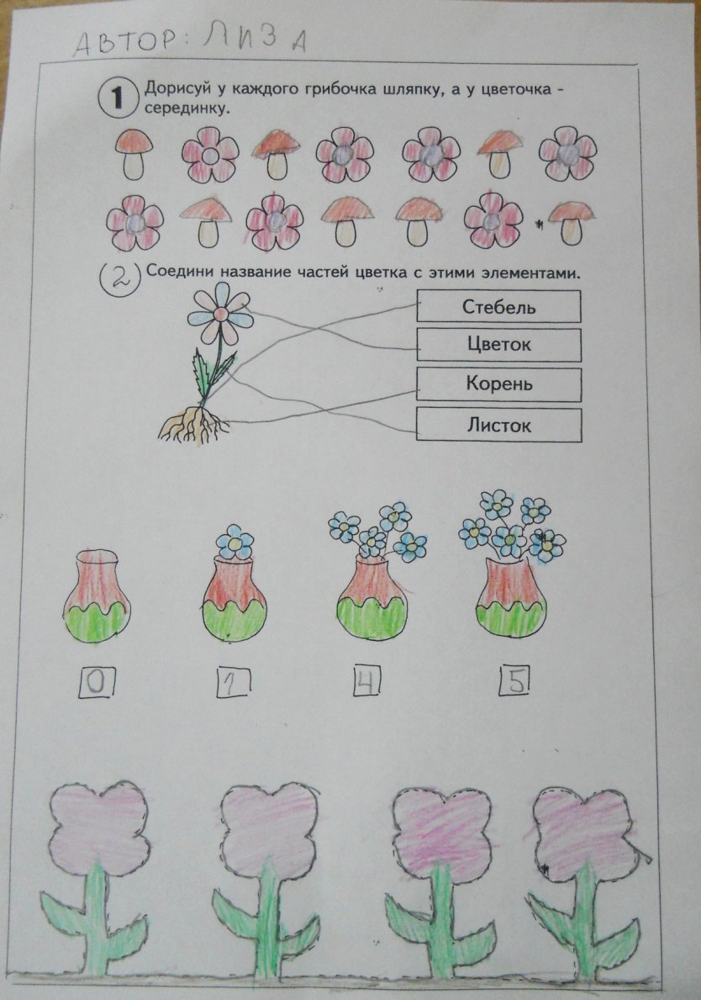 АВТОР: ЛИЗА
1 Дорисуй у каждого грибочка шляпку, а у цветочка -
серединку.
2 Соедини название частей цветка с этими элементами.
Стебель
Цветок
Корень
Листок
0 1 4 5